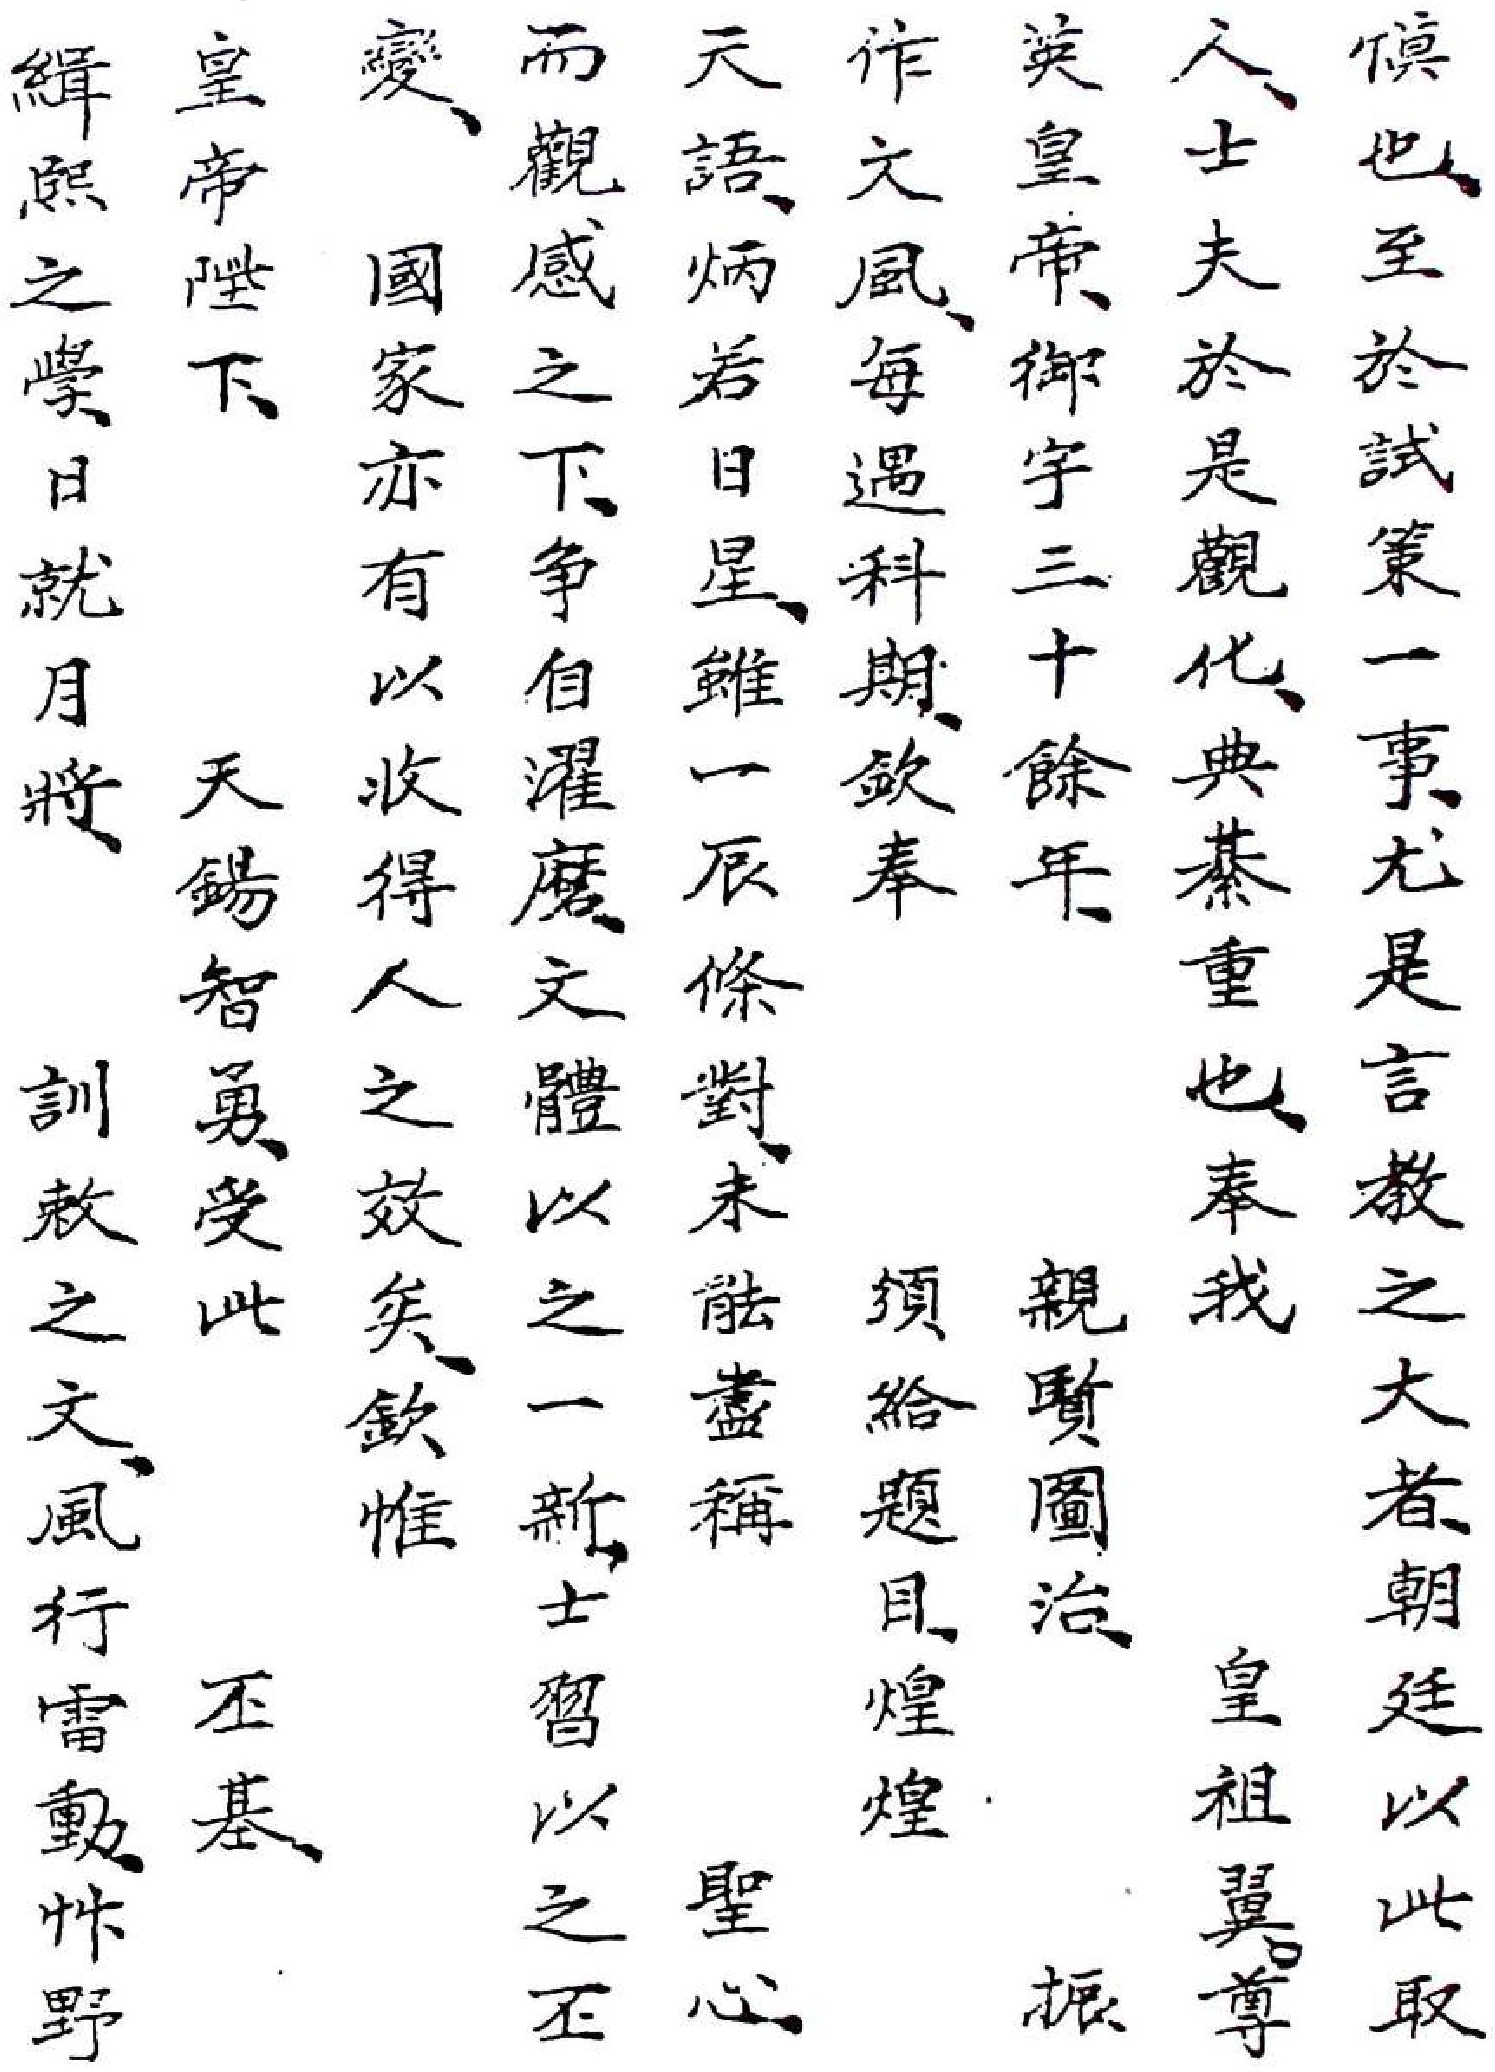 傎也、至於試策一事、尤是言教之大者、朝廷以此取
人、士夫於是觀化、典綦重也、奉我　皇祖翼。尊
英皇帝、御宇三十餘年、　親賢圖治、　振
作文風、每遇科期、欽奉　頒給題目、煌煌
天語、炳若日星、雖一辰條對、未能盡稱　聖心、
而觀感之下、争自濯磨、文體以之一新、士習以之丕
變、　國家亦有以收得人之效矣、欽惟
皇帝陛下、　天錫智勇、受此　丕基、
緝熙之學、日就月將、　訓敕之文、風行雷動、艸野